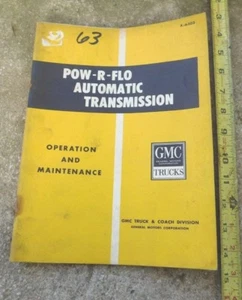 63
POW-R-FLO
AUTOMATIC
TRANSMISSION
OPERATION
AND
MAINTENANCE
GMC
TRUCKS
GMC TRUCK & COACH DIVISION
GENERAL MOTORS CORPORATION